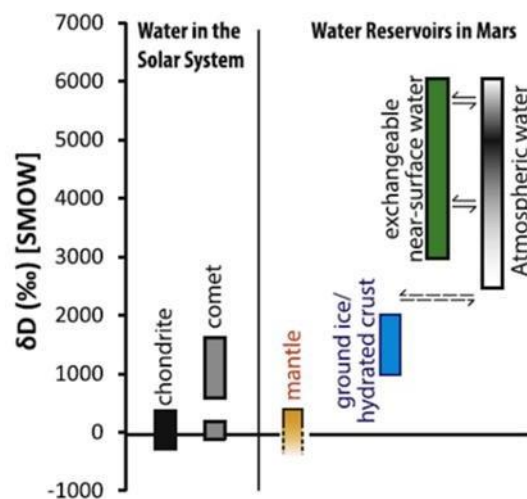 Water in the
Solar System
Water Reservoirs in Mars
δD (‰) [SMOW]
7000
6000
5000
4000
3000
2000
1000
0
-1000
chondrite
comet
mantle
ground ice/
hydrated crust
exchangeable
near-surface water
Atmospheric water